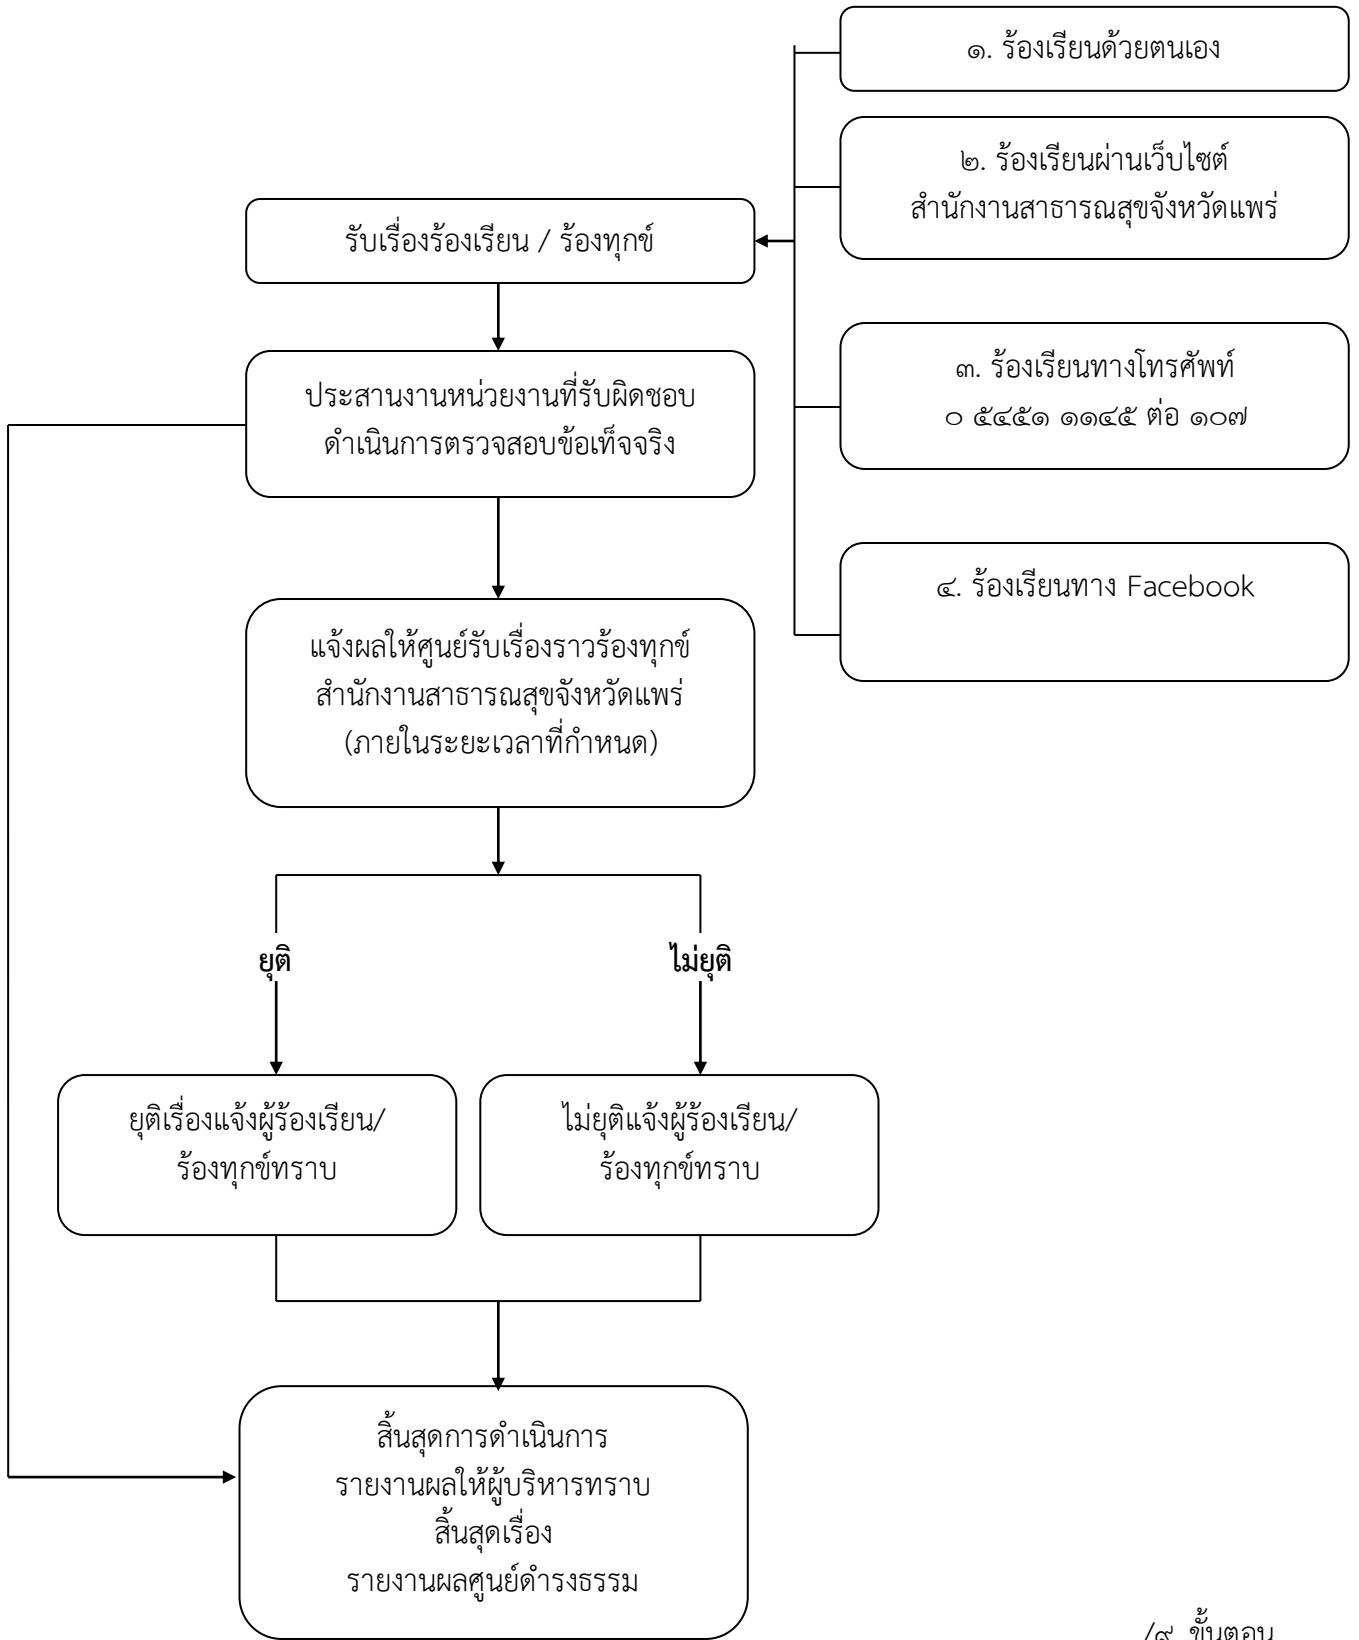 ๑. ร้องเรียนด้วยตนเอง
๒. ร้องเรียนผ่านเว็บไซต์
สำนักงานสาธารณสุขจังหวัดแพร่
รับเรื่องร้องเรียน / ร้องทุกข์
๓. ร้องเรียนทางโทรศัพท์
๐ ๕๔๕๑ ๑๑๔๕ ต่อ ๑๐๗
ประสานงานหน่วยงานที่รับผิดชอบ
ดำเนินการตรวจสอบข้อเท็จจริง
๔. ร้องเรียนทาง Facebook
แจ้งผลให้ศูนย์รับเรื่องราวร้องทุกข์
สำนักงานสาธารณสุขจังหวัดแพร่
(ภายในระยะเวลาที่กำหนด)
ยุติ
ไม่ยุติ
ยุติเรื่องแจ้งผู้ร้องเรียน/
ร้องทุกข์ทราบ
ไม่ยุติแจ้งผู้ร้องเรียน/
ร้องทุกข์ทราบ
สิ้นสุดการดำเนินการ
รายงานผลให้ผู้บริหารทราบ
สิ้นสุดเรื่อง
รายงานผลศูนย์ดำรงธรรม
/๙. ขั้นตอน